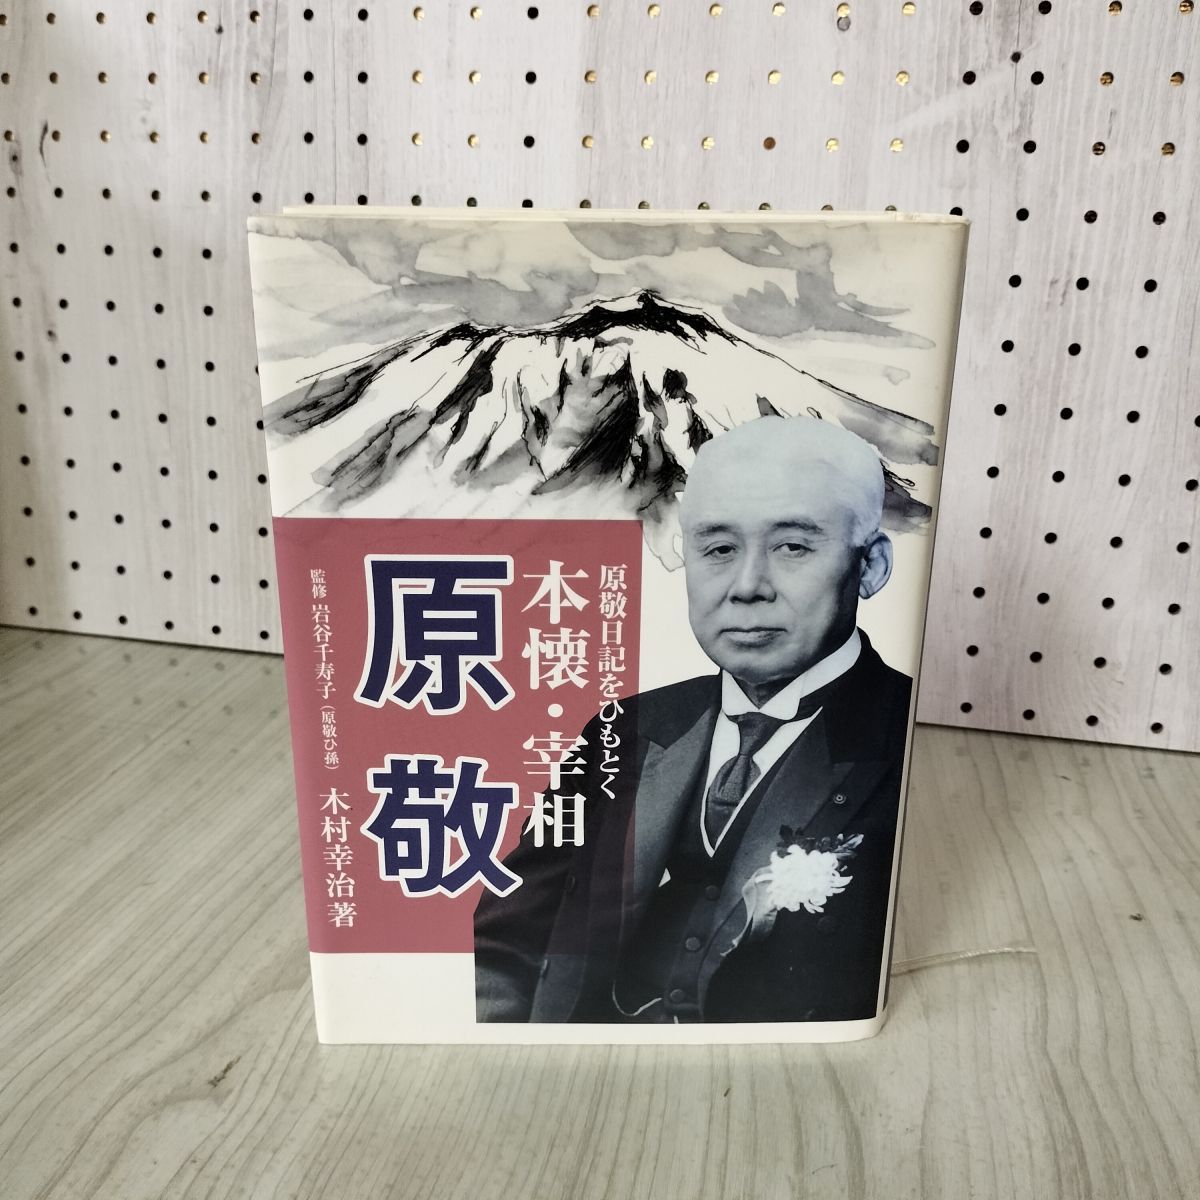 原敬日記をひもとく
本懐・宰相
原敬
監修 岩谷千寿子（原敬ひ孫）
木村幸治著